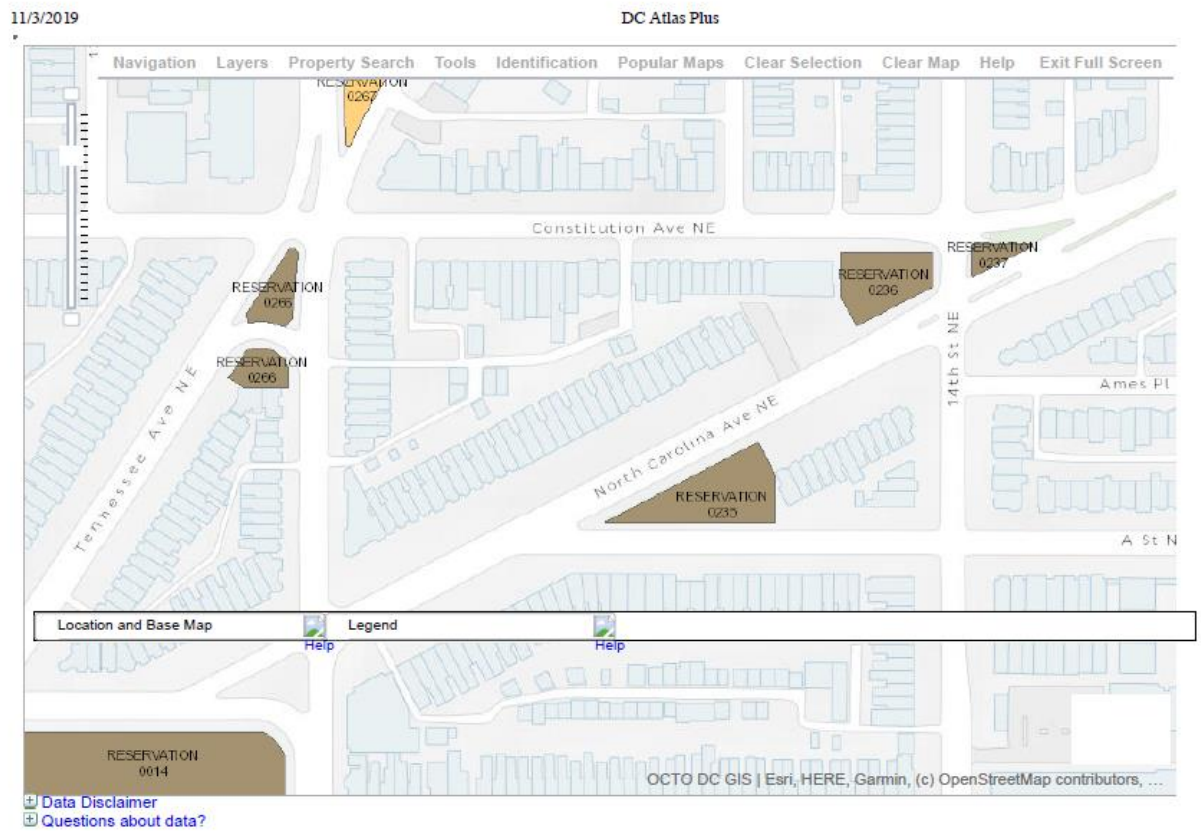 11/3/2019 DC Atlas Plus
Navigation Layers Property Search Tools Identification Popular Maps Clear Selection Clear Map Help Exit Full Screen
RESERVATION
0267
Constitution Ave NE
RESERVATION
0237
RESERVATION
0236
RESERVATION
0266
14th St NE
RESERVATION
0266
Ames Pl
Tennessee Ave NE
North Carolina Ave NE
RESERVATION
0235
A St N
Location and Base Map Help Legend Help
RESERVATION
0014
OCTO DC GIS | Esri, HERE, Garmin, (c) OpenStreetMap contributors, ...
Data Disclaimer
Questions about data?